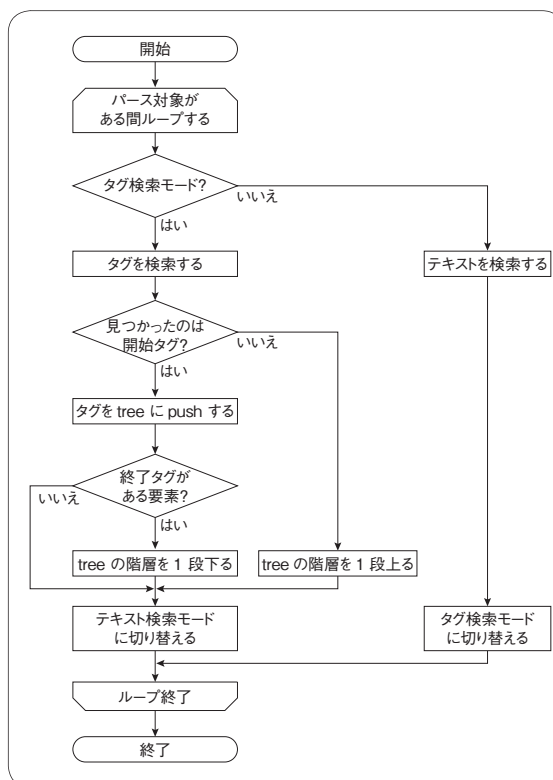 開始
パース対象が
ある間ループする
タグ検索モード?
いいえ
はい
タグを検索する
テキストを検索する
見つかったのは
開始タグ?
いいえ
はい
タグを tree に push する
終了タグが
ある要素?
いいえ
はい
tree の階層を 1 段下る
tree の階層を 1 段上る
テキスト検索モード
に切り替える
タグ検索モード
に切り替える
ループ終了
終了